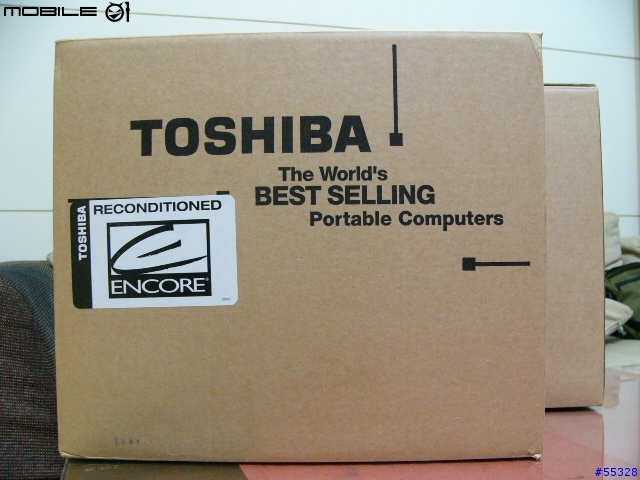 MOBILE 01
TOSHIBA
The World's
BEST SELLING
Portable Computers
TOSHIBA
RECONDITIONED
ENCORE
#55328